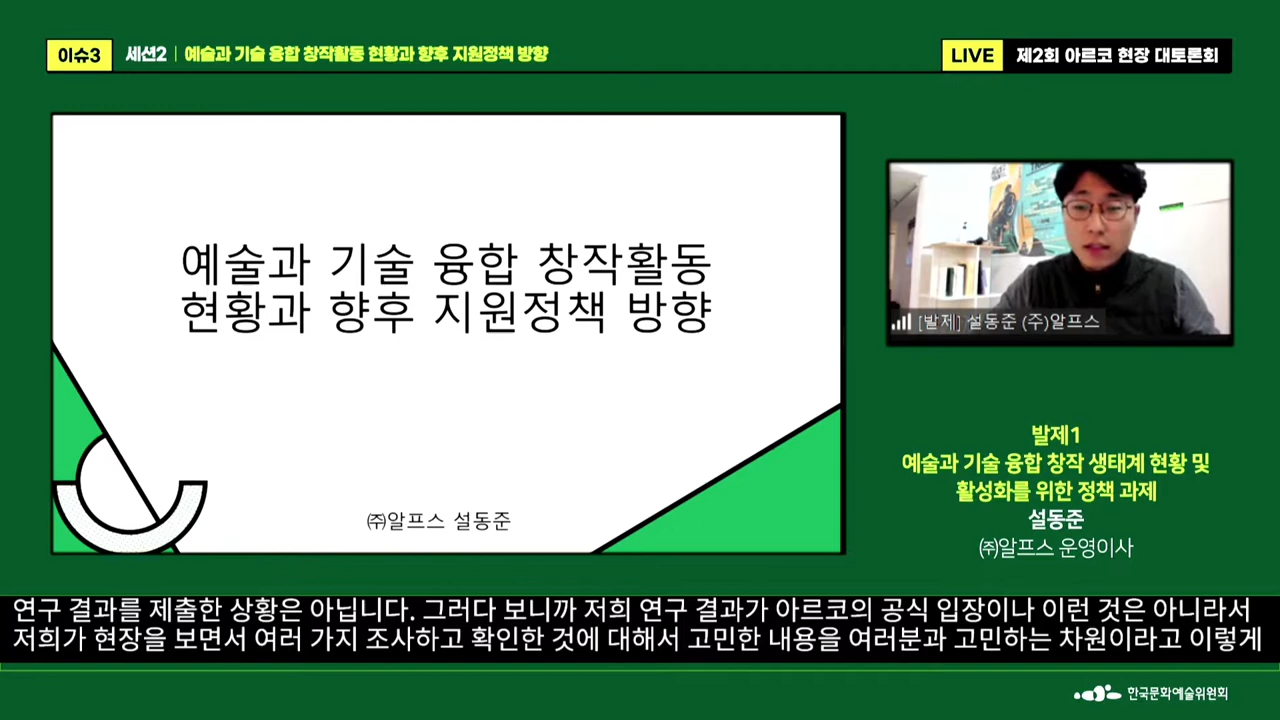 이슈3
세션2 | 예술과 기술 융합 창작활동 현황과 향후 지원정책 방향
LIVE 제2회 아르코 현장 대토론회
예술과 기술 융합 창작활동
현황과 향후 지원정책 방향
㈜알프스 설동준
[발제] 설동준 (주)알프스
발제1
예술과 기술 융합 창작 생태계 현황 및
활성화를 위한 정책 과제
설동준
㈜알프스 운영이사
연구 결과를 제출한 상황은 아닙니다. 그러다 보니까 저희 연구 결과가 아르코의 공식 입장이나 이런 것은 아니라서
저희가 현장을 보면서 여러 가지 조사하고 확인한 것에 대해서 고민한 내용을 여러분과 고민하는 차원이라고 이렇게
한국문화예술위원회